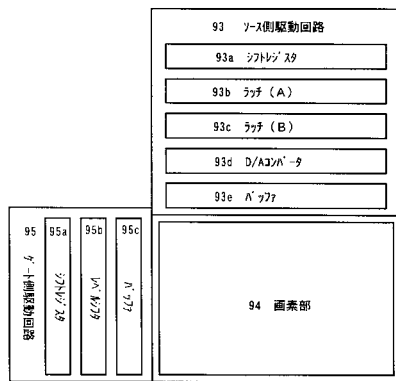 93 ソース側駆動回路
93a シフトレジスタ
93b ラッチ (A)
93c ラッチ (B)
93d D/Aコンバータ
93e バッファ
95 ゲート側駆動回路
95a シフトレジスタ
95b レベルシフタ
95c バッファ
94 画素部